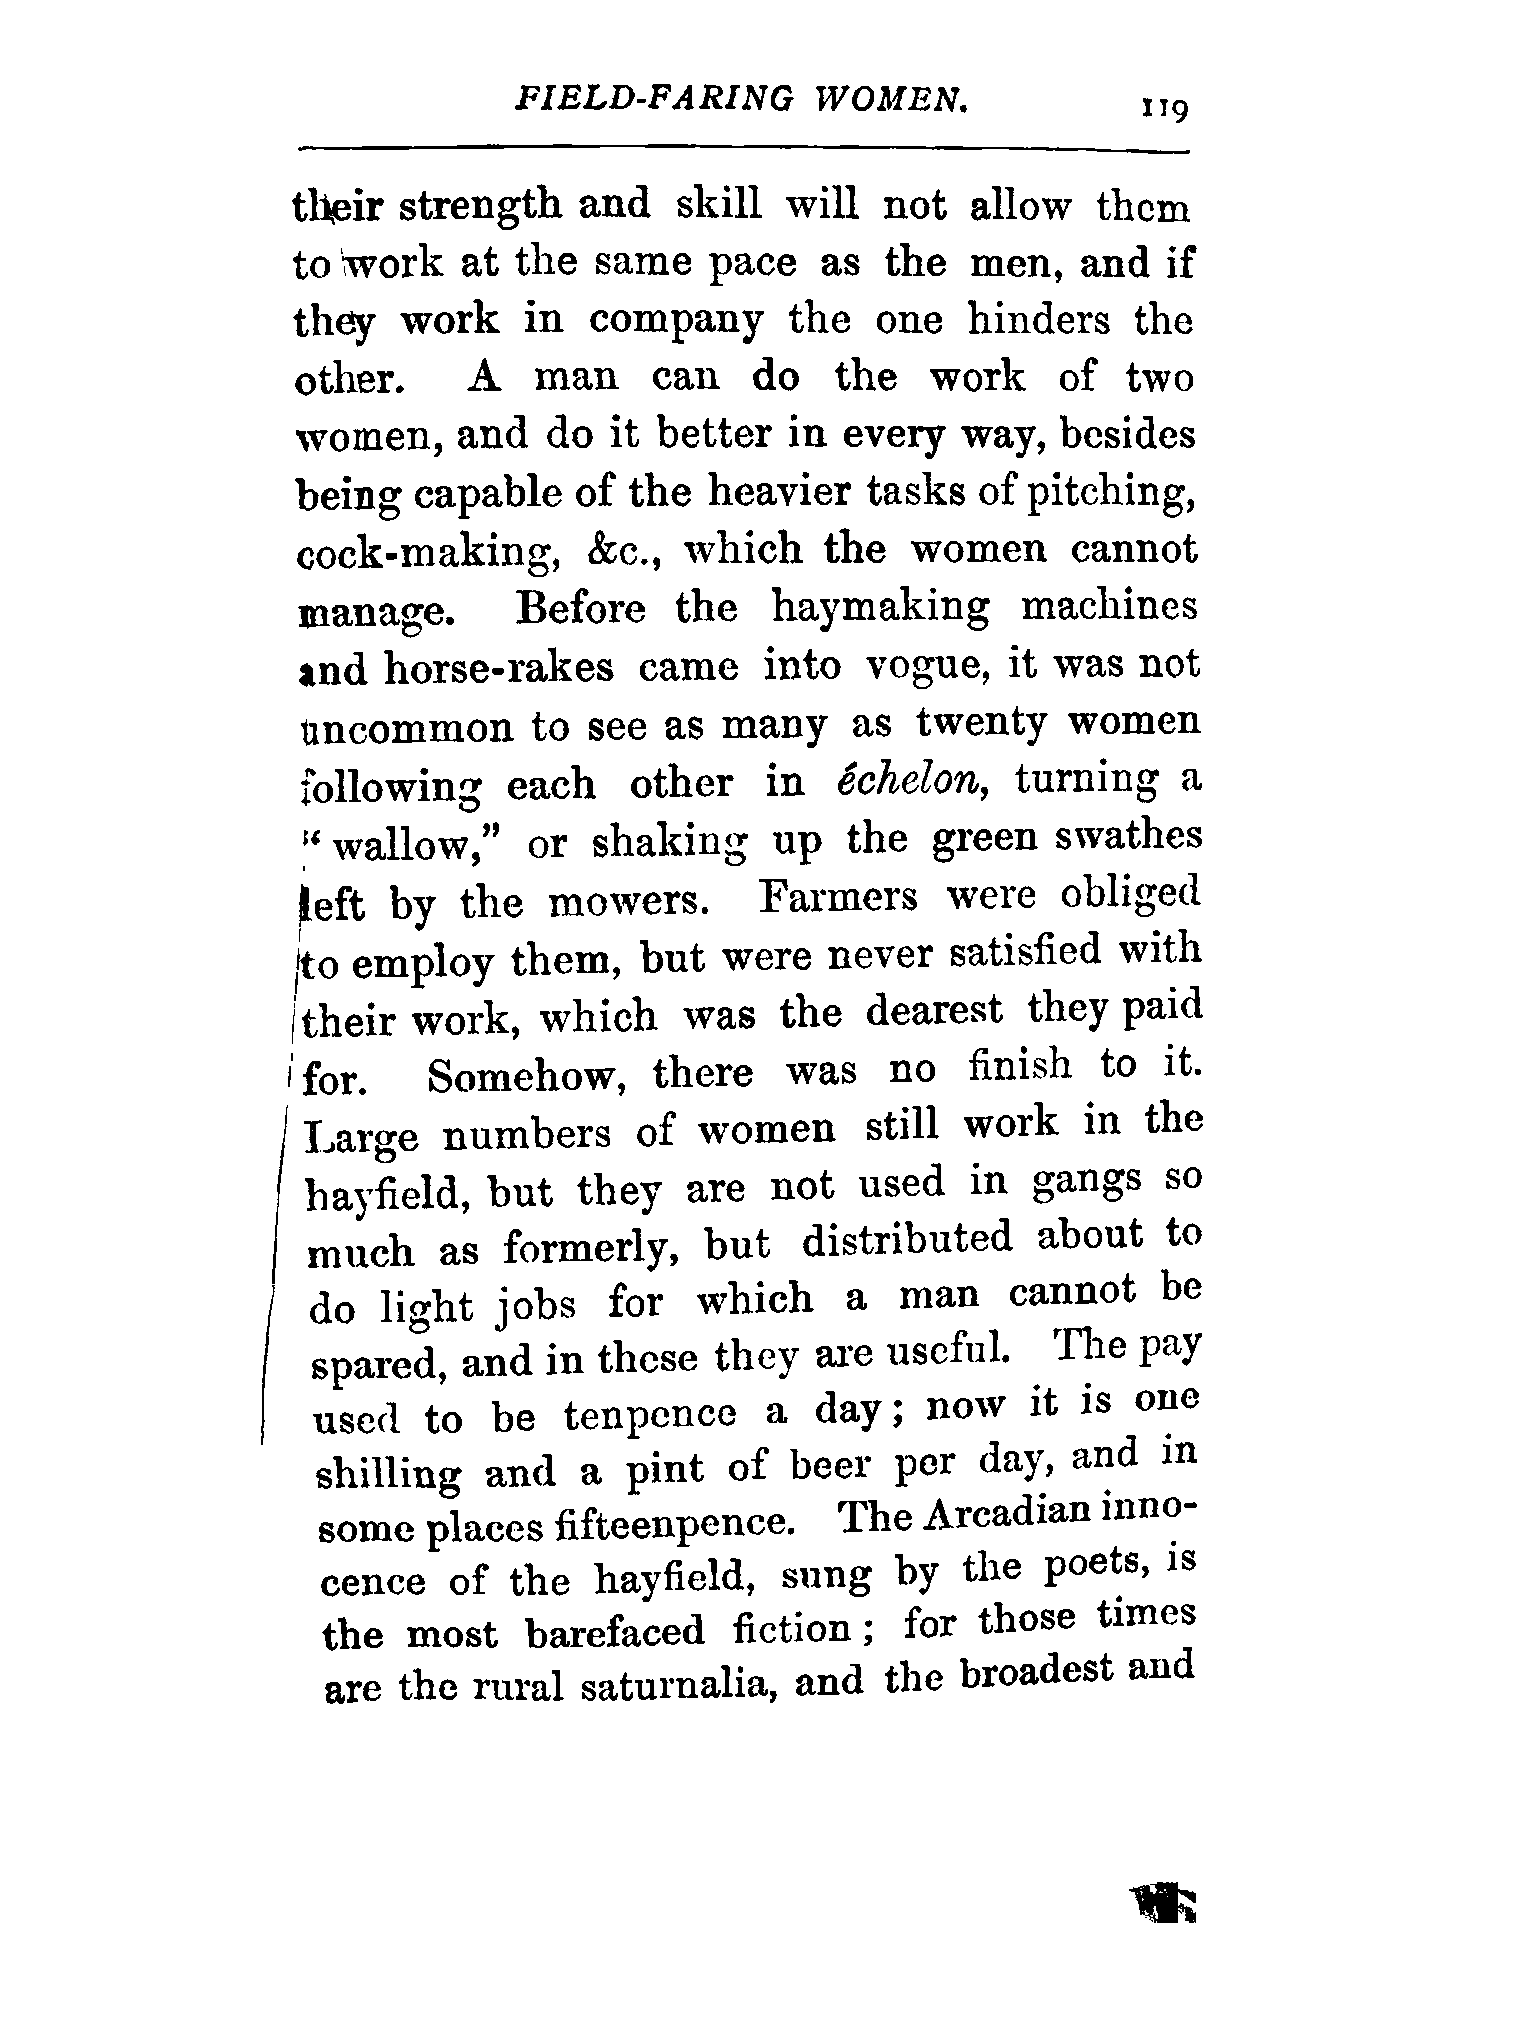 FIELD-FARING WOMEN. 119
their strength and skill will not allow them
to work at the same pace as the men, and if
they work in company the one hinders the
other. A man can do the work of two
women, and do it better in every way, besides
being capable of the heavier tasks of pitching,
cock-making, &c., which the women cannot
manage. Before the haymaking machines
and horse-rakes came into vogue, it was not
uncommon to see as many as twenty women
following each other in échelon, turning a
“wallow,” or shaking up the green swathes
left by the mowers. Farmers were obliged
to employ them, but were never satisfied with
their work, which was the dearest they paid
for. Somehow, there was no finish to it.
Large numbers of women still work in the
hayfield, but they are not used in gangs so
much as formerly, but distributed about to
do light jobs for which a man cannot be
spared, and in these they are useful. The pay
used to be tenpence a day; now it is one
shilling and a pint of beer per day, and in
some places fifteenpence. The Arcadian inno-
cence of the hayfield, sung by the poets, is
the most barefaced fiction; for those times
are the rural saturnalia, and the broadest and